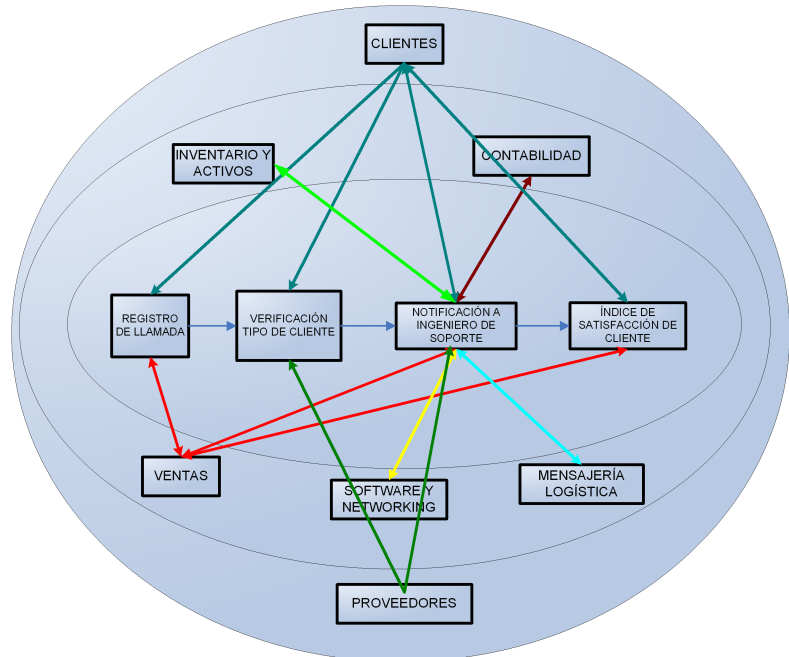 CLIENTES
INVENTARIO Y
ACTIVOS
CONTABILIDAD
REGISTRO
DE LLAMADA
VERIFICACIÓN
TIPO DE CLIENTE
NOTIFICACIÓN A
INGENIERO DE
SOPORTE
ÍNDICE DE
SATISFACCIÓN DE
CLIENTE
VENTAS
SOFTWARE Y
NETWORKING
MENSAJERÍA
LOGÍSTICA
PROVEEDORES